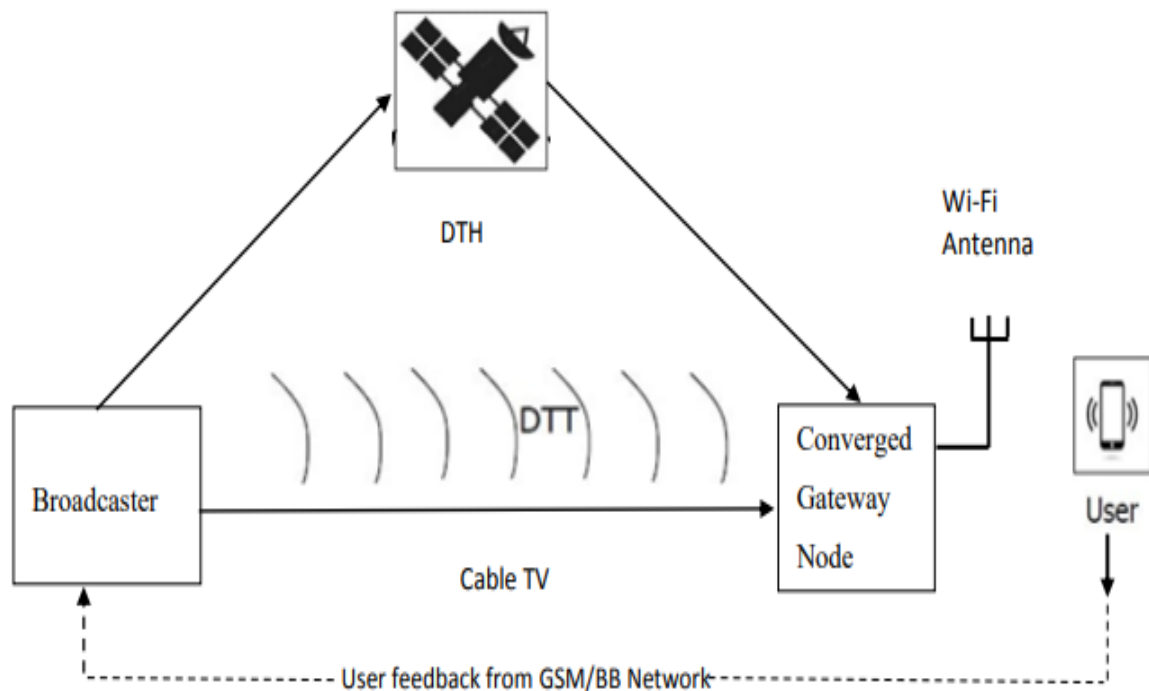 DTH
Wi-Fi
Antenna
DTT
Broadcaster
Converged
Gateway
Node
User
Cable TV
User feedback from GSM/BB Network